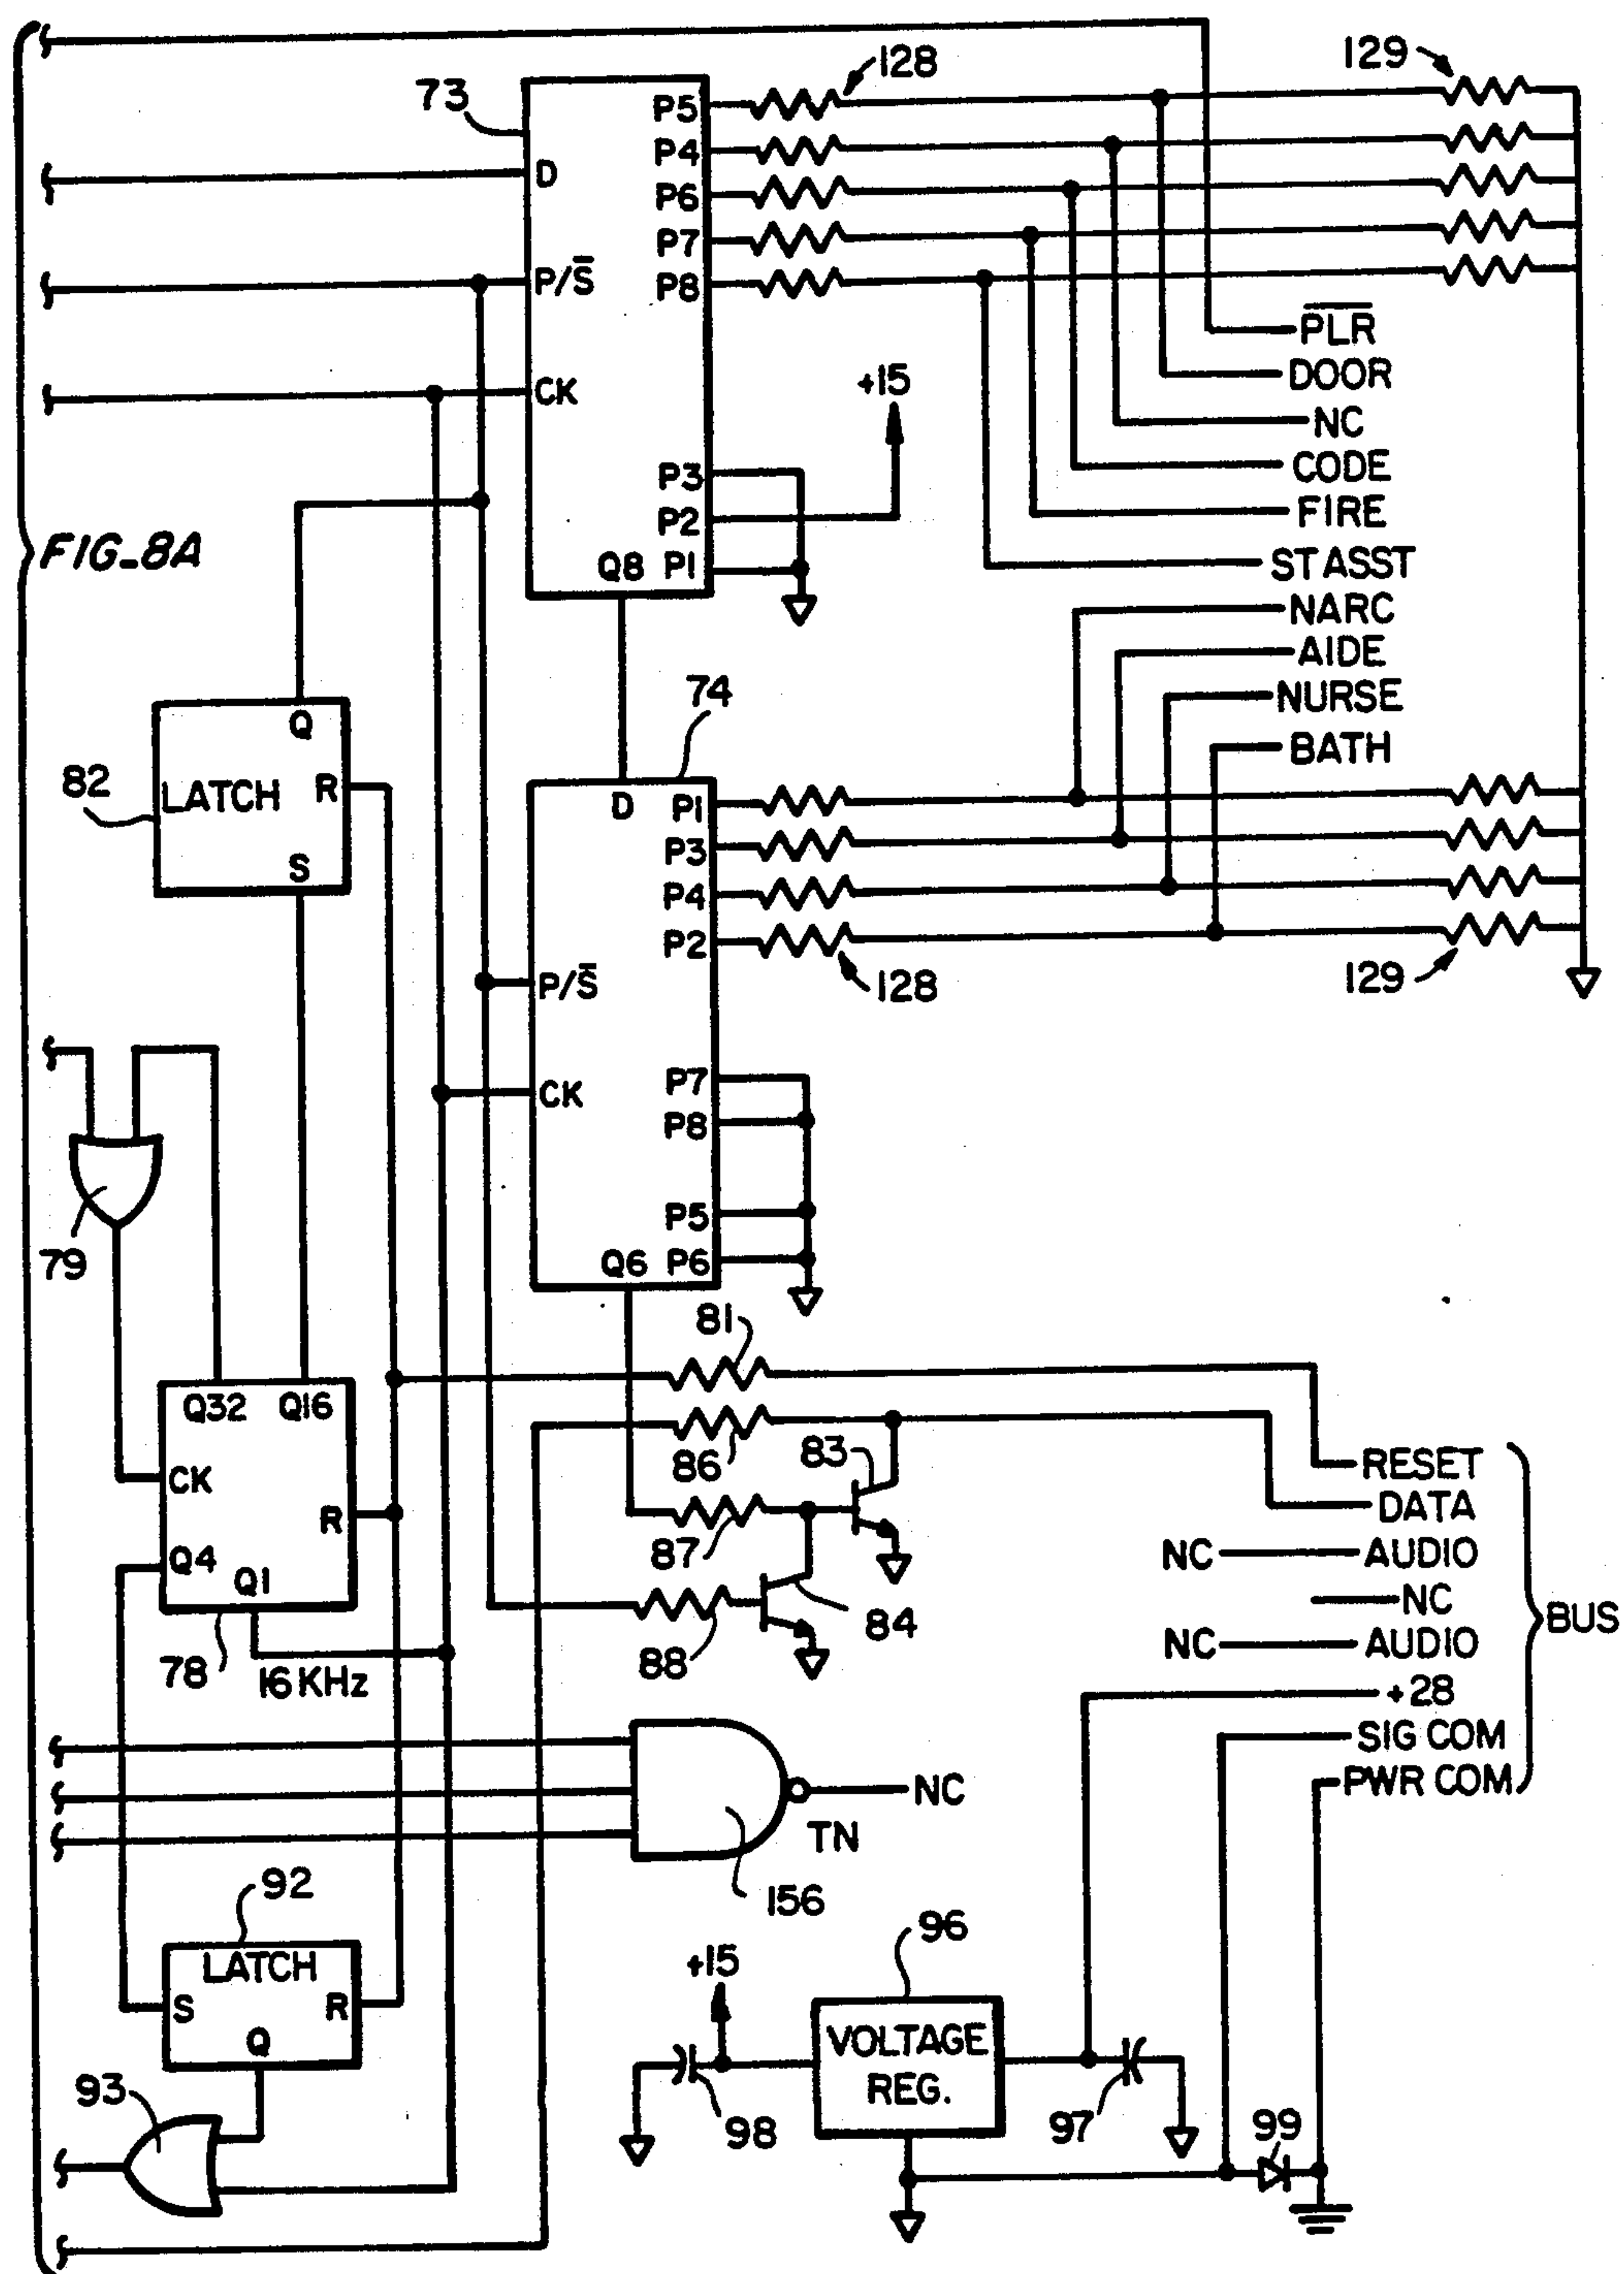 128
129
73
P5
P4
D
P6
P7
P/S̅
P8
P̅L̅R̅
DOOR
+15
CK
NC
CODE
P3
FIRE
P2
FIG_8A
Q8 P1
STASST
NARC
AIDE
74
NURSE
Q
BATH
82
LATCH R
D P1
P3
S
P4
P2
128
129
P/S̅
P7
CK
P8
P5
79
Q6 P6
81
Q32 Q16
86
83
RESET
CK
DATA
R
87
NC AUDIO
Q4
Q1
NC
84
BUS
78
16 KHz
88
NC AUDIO
+28
SIG COM
NC
PWR COM
TN
92
156
96
LATCH
+15
S R
VOLTAGE
REG.
Q
93
98
97
99